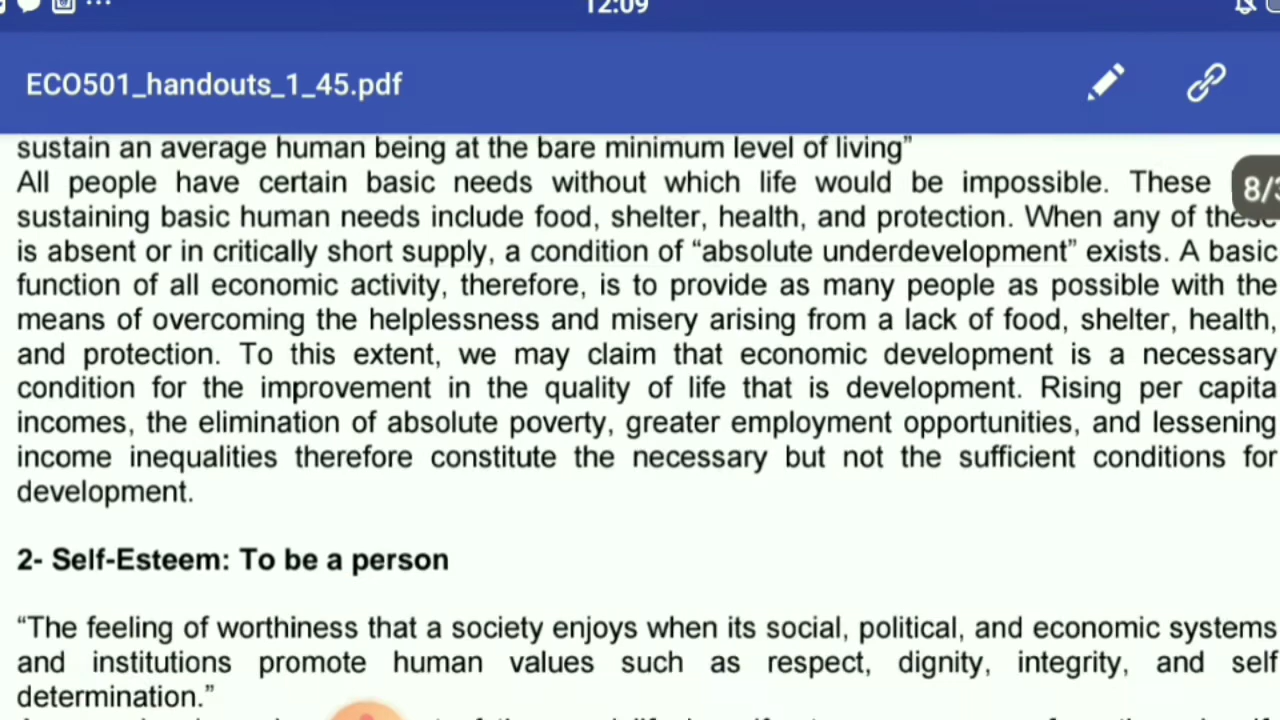 12:09
ECO501_handouts_1_45.pdf
sustain an average human being at the bare minimum level of living”
All people have certain basic needs without which life would be impossible. These
8/3
sustaining basic human needs include food, shelter, health, and protection. When any of these
is absent or in critically short supply, a condition of “absolute underdevelopment” exists. A basic
function of all economic activity, therefore, is to provide as many people as possible with the
means of overcoming the helplessness and misery arising from a lack of food, shelter, health,
and protection. To this extent, we may claim that economic development is a necessary
condition for the improvement in the quality of life that is development. Rising per capita
incomes, the elimination of absolute poverty, greater employment opportunities, and lessening
income inequalities therefore constitute the necessary but not the sufficient conditions for
development.
2- Self-Esteem: To be a person
“The feeling of worthiness that a society enjoys when its social, political, and economic systems
and institutions promote human values such as respect, dignity, integrity, and self
determination.”